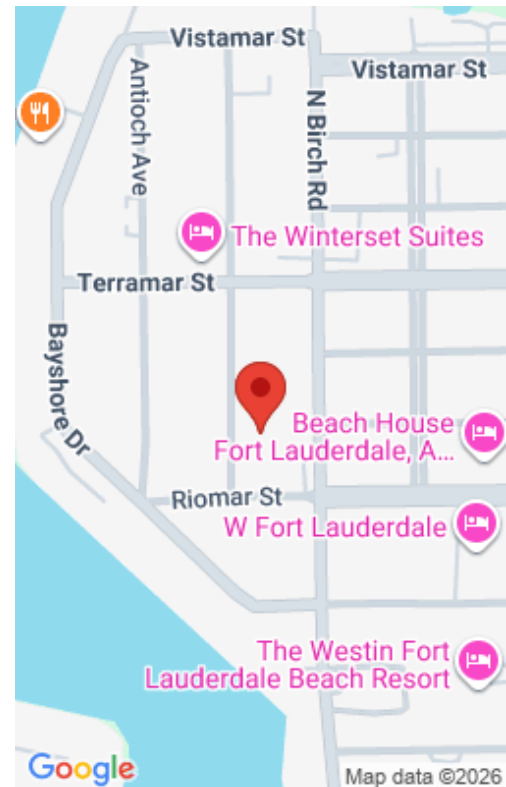 Vistamar St
Vistamar St
Antioch Ave
N Birch Rd
The Winterset Suites
Terramar St
Bayshore Dr
Beach House
Fort Lauderdale, A...
Riomar St
W Fort Lauderdale
The Westin Fort
Lauderdale Beach Resort
Google
Map data ©2026